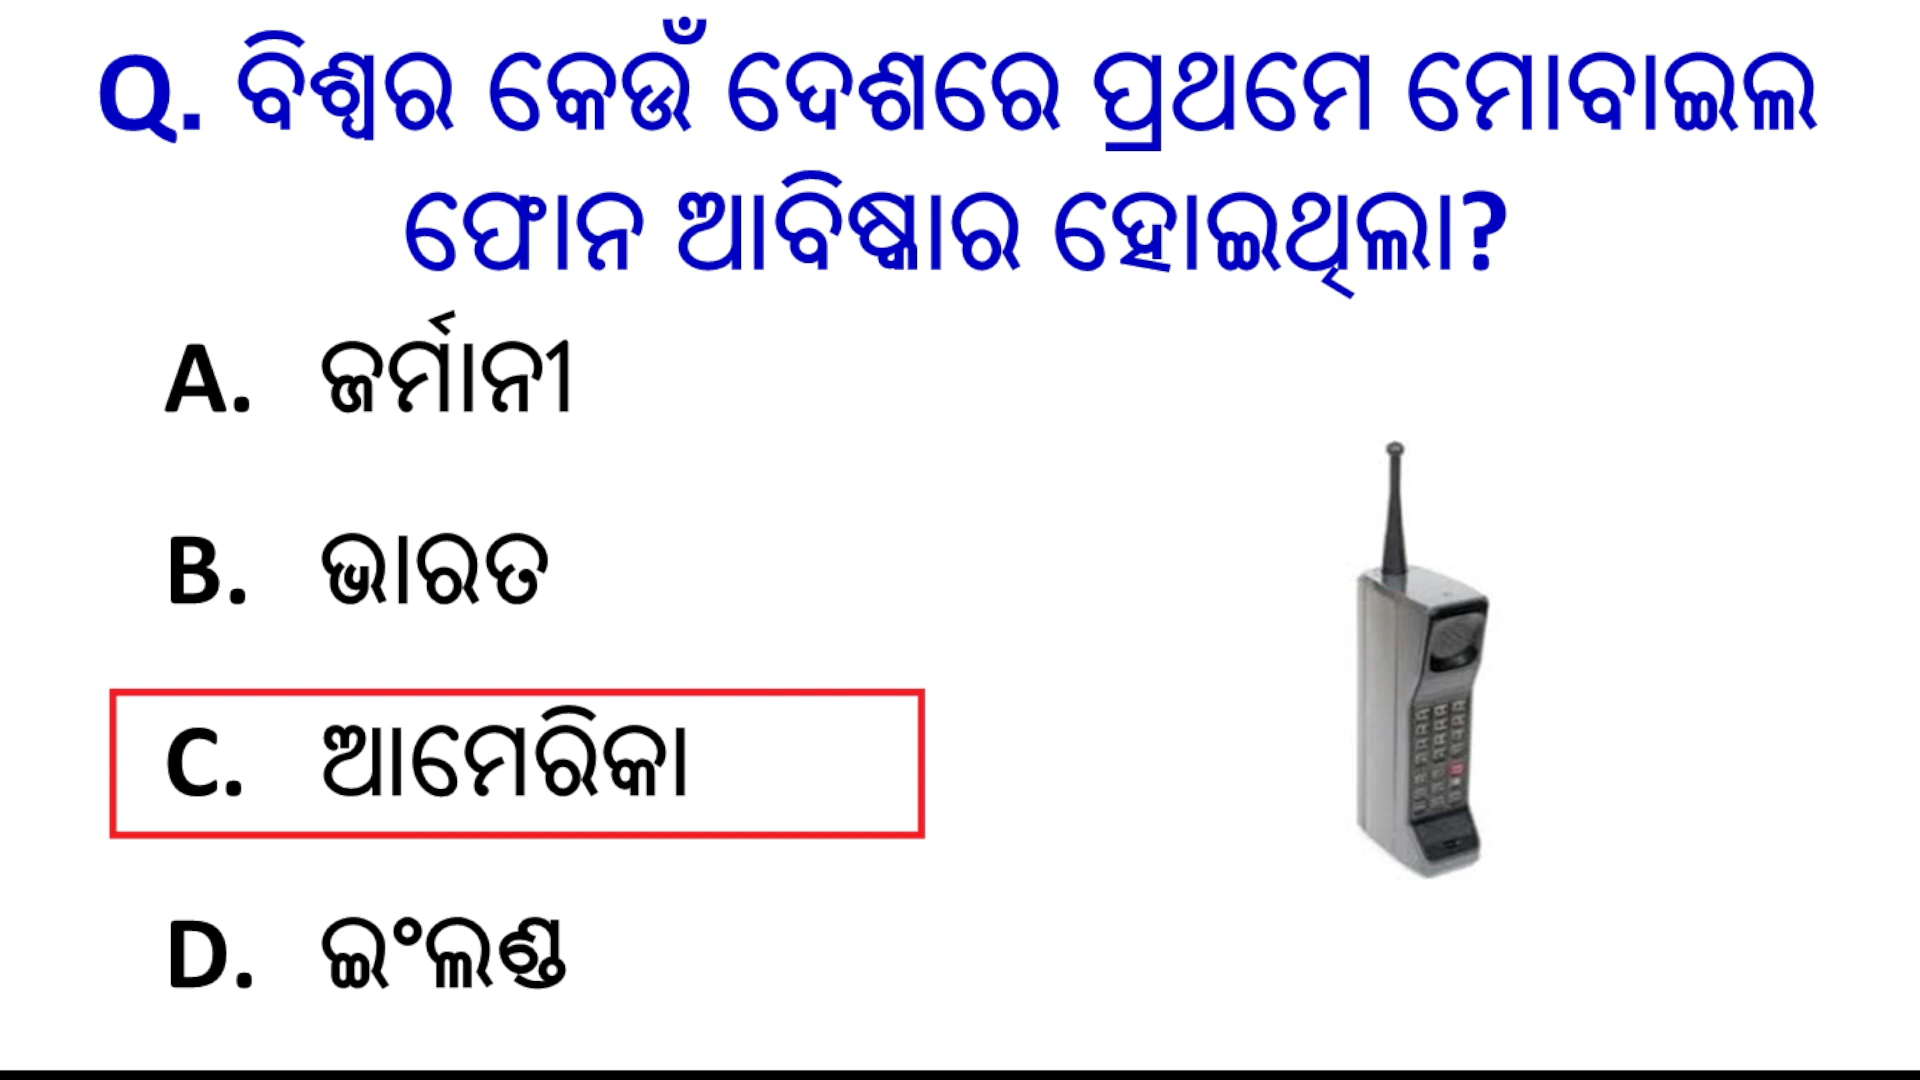 Q. ବିଶ୍ୱର କେଉଁ ଦେଶରେ ପ୍ରଥମେ ମୋବାଇଲ
ଫୋନ ଆବିଷ୍କାର ହୋଇଥିଲା?
A. ଜର୍ମାନୀ
B. ଭାରତ
C. ଆମେରିକା
D. ଇଂଲଣ୍ଡ